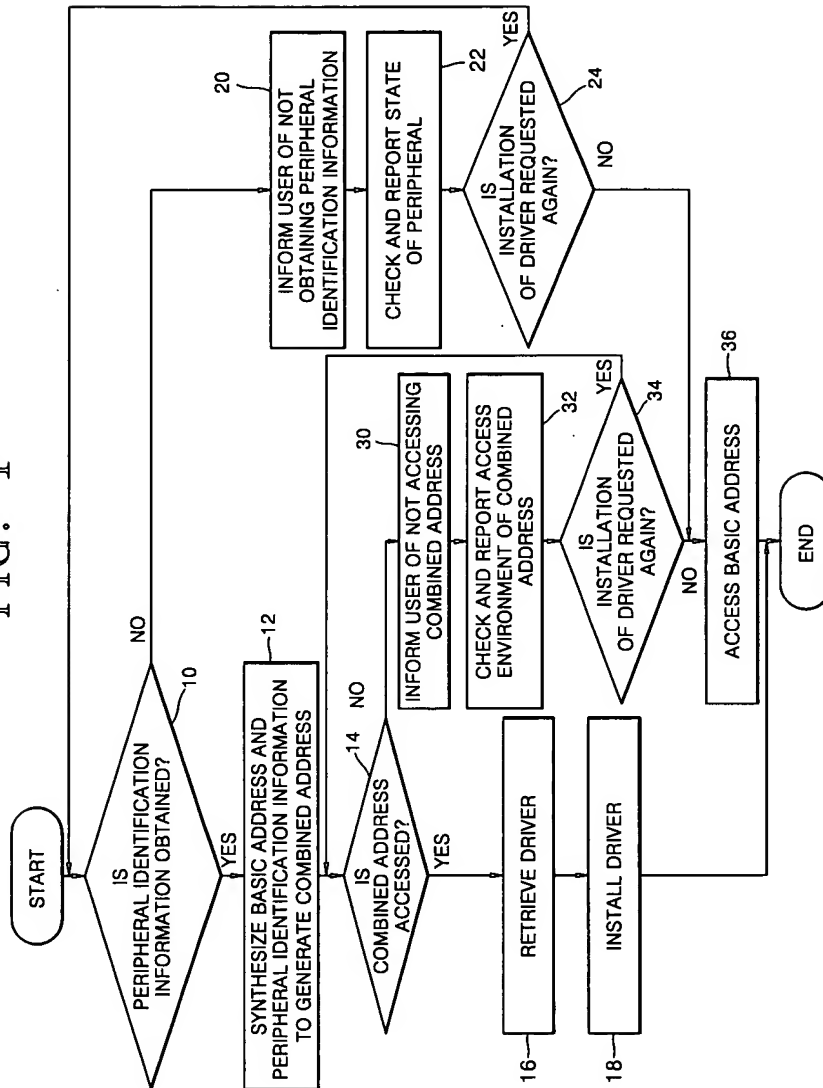 FIG. 1
START
IS
PERIPHERAL IDENTIFICATION
INFORMATION OBTAINED?
10
NO
YES
SYNTHESIZE BASIC ADDRESS AND
PERIPHERAL IDENTIFICATION INFORMATION
TO GENERATE COMBINED ADDRESS
12
IS
COMBINED ADDRESS
ACCESSED?
14
NO
YES
RETRIEVE DRIVER
16
INSTALL DRIVER
18
INFORM USER OF NOT
OBTAINING PERIPHERAL
IDENTIFICATION INFORMATION
20
CHECK AND REPORT STATE
OF PERIPHERAL
22
IS
INSTALLATION
OF DRIVER REQUESTED
AGAIN?
24
YES
NO
INFORM USER OF NOT ACCESSING
COMBINED ADDRESS
30
CHECK AND REPORT ACCESS
ENVIRONMENT OF COMBINED
ADDRESS
32
IS
INSTALLATION
OF DRIVER REQUESTED
AGAIN?
34
YES
NO
ACCESS BASIC ADDRESS
36
END